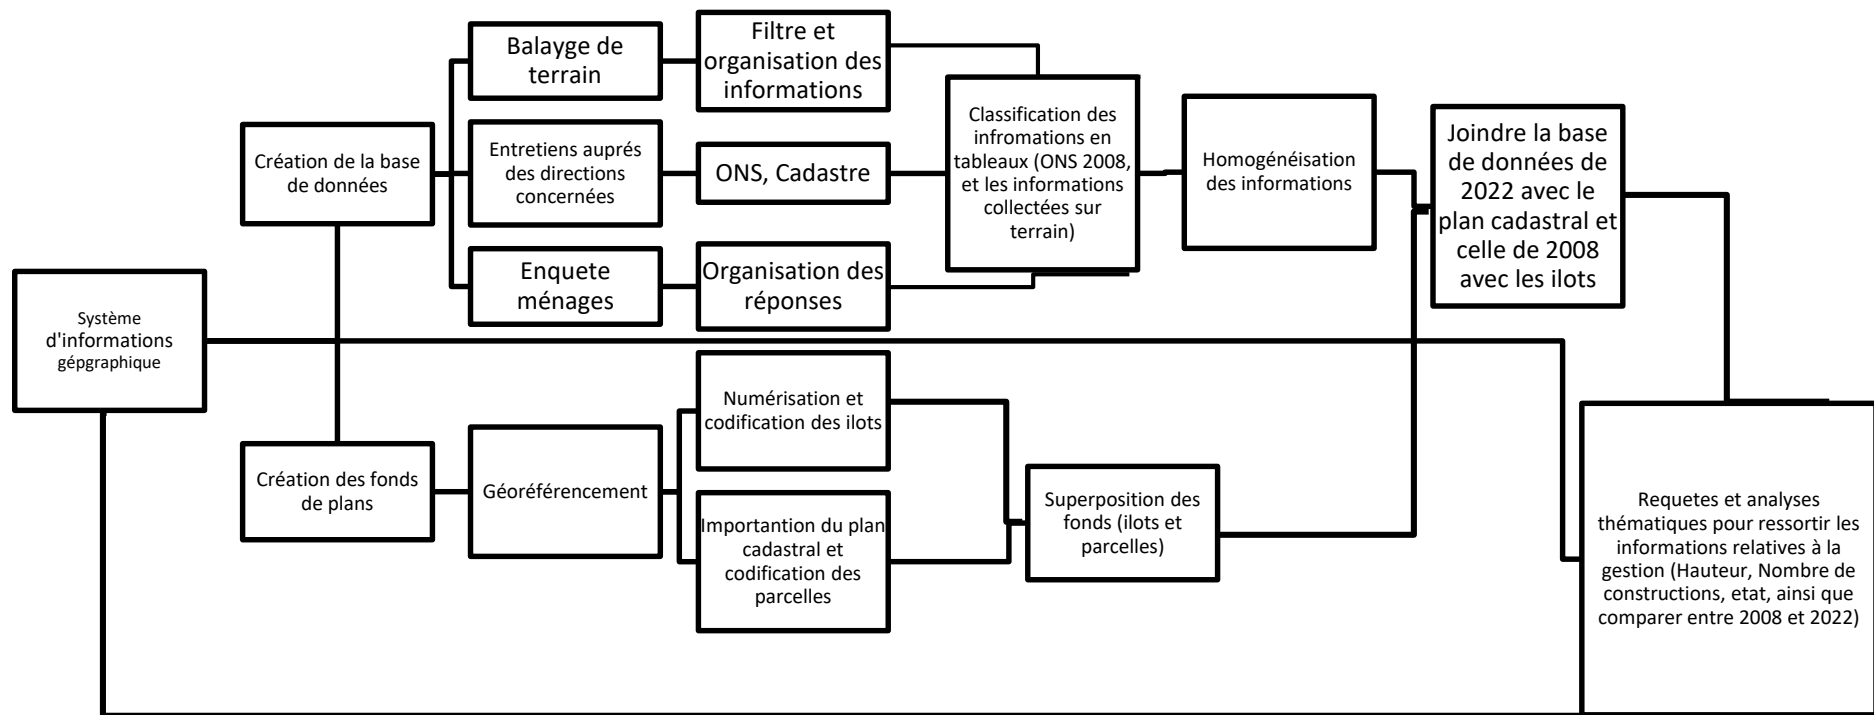 Système
d'informations
gépgraphique
Création de la base
de données
Balayge de
terrain
Filtre et
organisation des
informations
Entretiens auprés
des directions
concernées
ONS, Cadastre
Enquete
ménages
Organisation des
réponses
Classification des
infromations en
tableaux (ONS 2008,
et les informations
collectées sur
terrain)
Homogénéisation
des informations
Joindre la base
de données de
2022 avec le
plan cadastral et
celle de 2008
avec les ilots
Création des fonds
de plans
Géoréférencement
Numérisation et
codification des ilots
Importantion du plan
cadastral et
codification des
parcelles
Superposition des
fonds (ilots et
parcelles)
Requetes et analyses
thématiques pour ressortir les
informations relatives à la
gestion (Hauteur, Nombre de
constructions, etat, ainsi que
comparer entre 2008 et 2022)